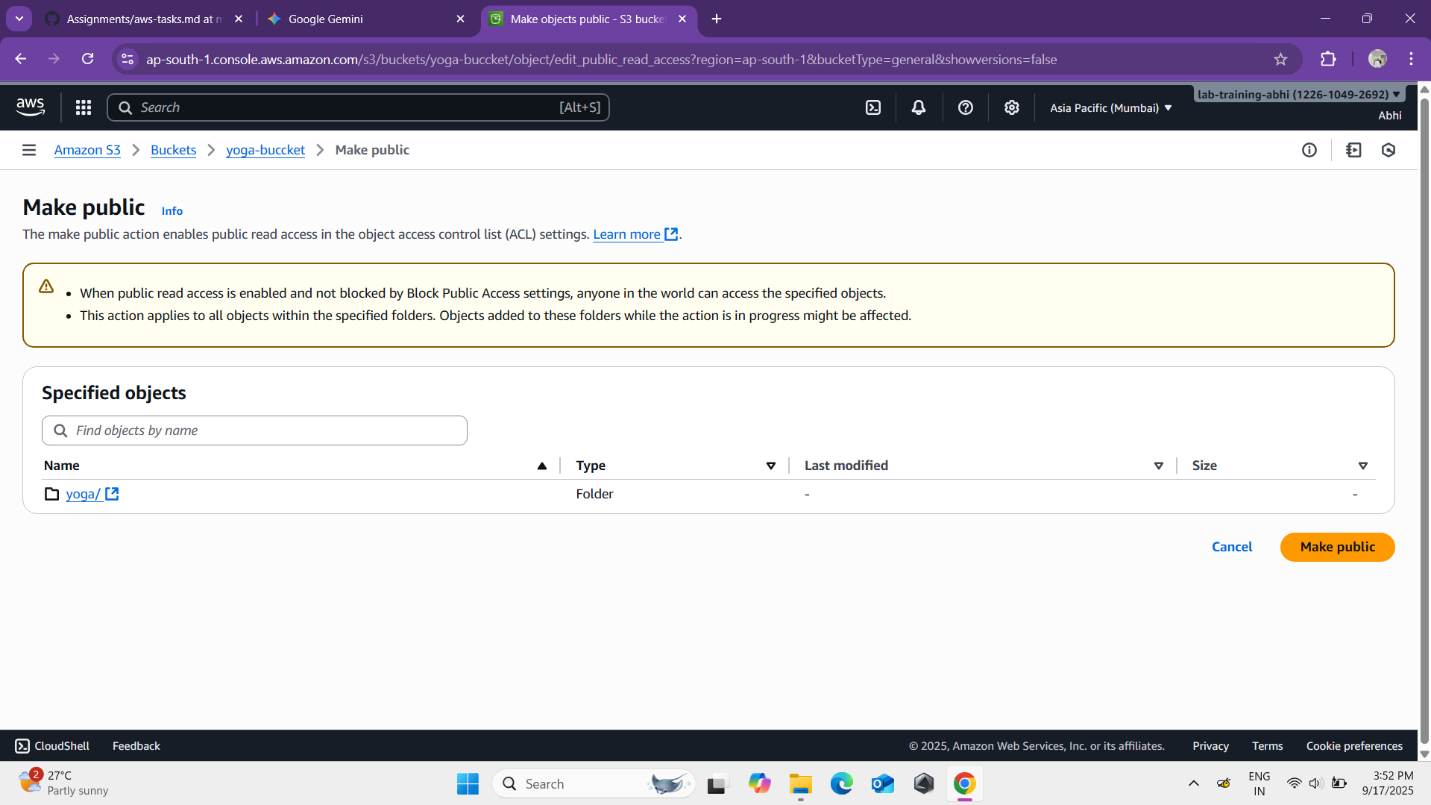 Assignments/aws-tasks.md at n
Google Gemini
Make objects public - S3 bucke
ap-south-1.console.aws.amazon.com/s3/buckets/yoga-buccket/object/edit_public_read_access?region=ap-south-1&bucketType=general&showversions=false
aws
Search
[Alt+S]
Asia Pacific (Mumbai)
lab-training-abhi (1226-1049-2692)
Abhi
Amazon S3
Buckets
yoga-buccket
Make public
Make public
Info
The make public action enables public read access in the object access control list (ACL) settings. Learn more.
When public read access is enabled and not blocked by Block Public Access settings, anyone in the world can access the specified objects.
This action applies to all objects within the specified folders. Objects added to these folders while the action is in progress might be affected.
Specified objects
Find objects by name
Name
Type
Last modified
Size
yoga/
Folder
-
-
Cancel
Make public
CloudShell
Feedback
© 2025, Amazon Web Services, Inc. or its affiliates.
Privacy
Terms
Cookie preferences
2
27°C
Partly sunny
Search
ENG
IN
3:52 PM
9/17/2025